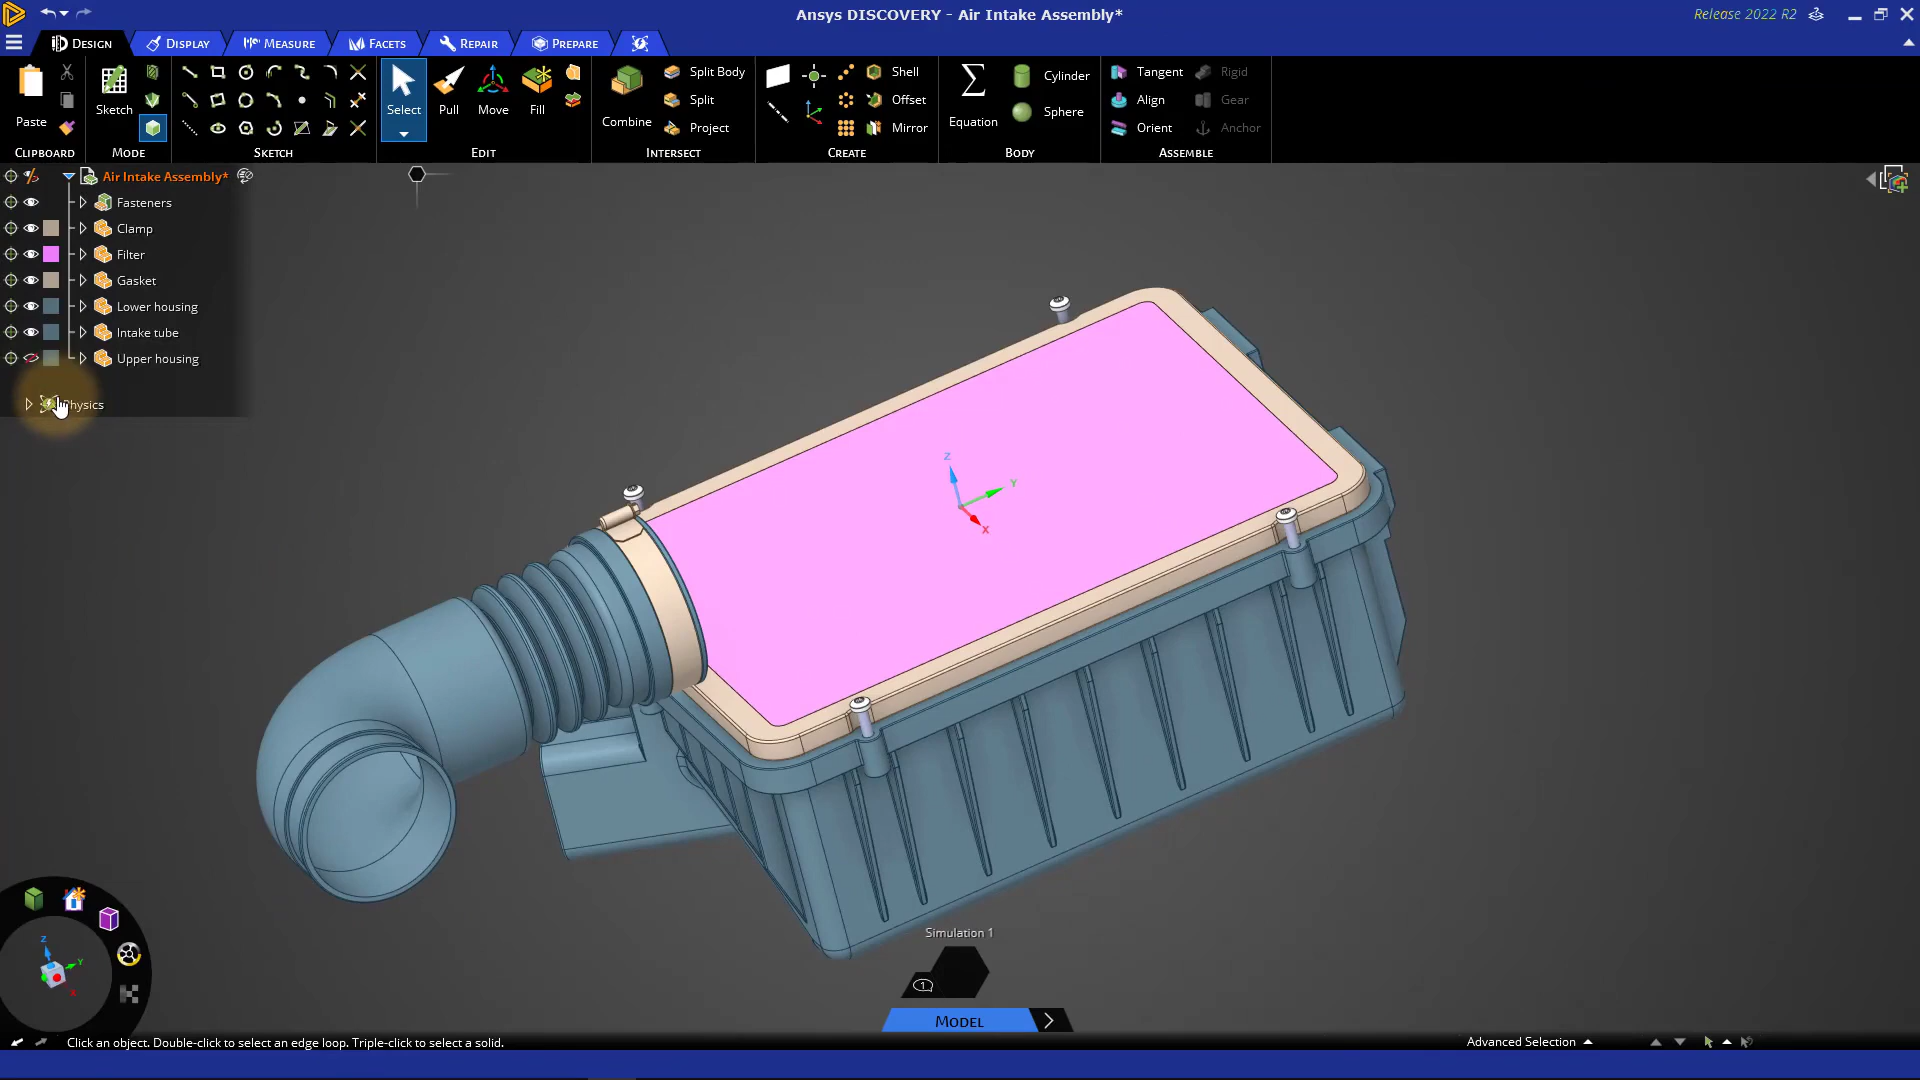 Ansys DISCOVERY - Air Intake Assembly*
Release 2022 R2
DESIGN DISPLAY MEASURE FACETS REPAIR PREPARE
Split Body Shell Cylinder Tangent Rigid
Split Offset Sphere Align Gear
Paste Sketch Select Pull Move Fill Combine Project Mirror Equation Orient Anchor
CLIPBOARD MODE SKETCH EDIT INTERSECT CREATE BODY ASSEMBLE
Air Intake Assembly*
Fasteners
Clamp
Filter
Gasket
Lower housing
Intake tube
Upper housing
Physics
Z
Y
X
Simulation 1
1
MODEL
Z
Y
X
Click an object. Double-click to select an edge loop. Triple-click to select a solid.
Advanced Selection